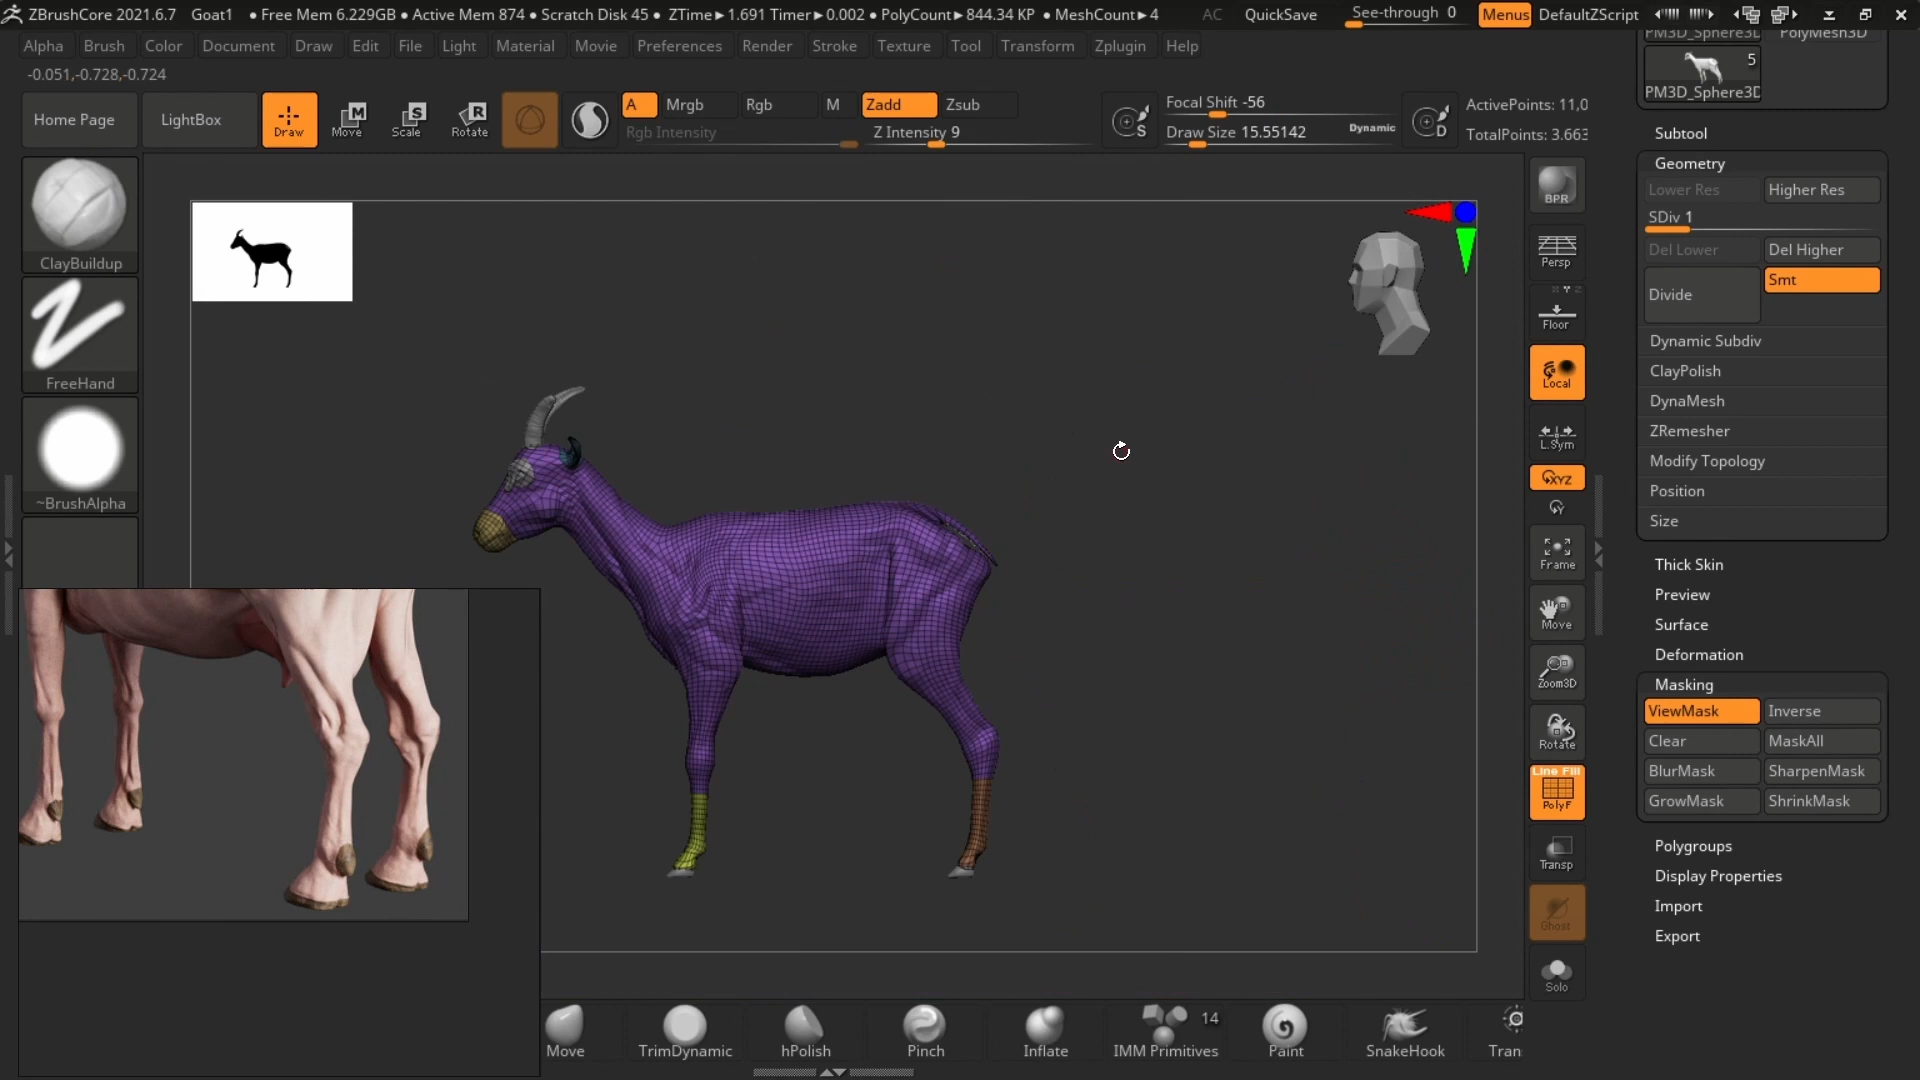 ZBrushCore 2021.6.7 Goat1 • Free Mem 6.229GB • Active Mem 874 • Scratch Disk 45 • ZTime►1.691 Timer►0.002 • PolyCount►844.34 KP • MeshCount►4 AC QuickSave See-through 0 Menus DefaultZScript
Alpha Brush Color Document Draw Edit File Light Material Movie Preferences Render Stroke Texture Tool Transform Zplugin Help
-0.051,-0.728,-0.724
Home Page LightBox Draw Move Scale Rotate
M S R
A Mrgb Rgb M Zadd Zsub
Rgb Intensity Z Intensity 9
S Focal Shift -56
Draw Size 15.55142 Dynamic D
ActivePoints: 11,0
TotalPoints: 3.663
ClayBuildup
FreeHand
~BrushAlpha
BPR
Persp
Floor
Local
L.Sym
XYZ
Y
Frame
Move
Zoom3D
Rotate
Line Fill
PolyF
Transp
Ghost
Solo
PM3D_Sphere3D PolyMesh3D
5
PM3D_Sphere3D
Subtool
Geometry
Lower Res Higher Res
SDiv 1
Del Lower Del Higher
Divide Smt
Dynamic Subdiv
ClayPolish
DynaMesh
ZRemesher
Modify Topology
Position
Size
Thick Skin
Preview
Surface
Deformation
Masking
ViewMask Inverse
Clear MaskAll
BlurMask SharpenMask
GrowMask ShrinkMask
Polygroups
Display Properties
Import
Export
14
Move TrimDynamic hPolish Pinch Inflate IMM Primitives Paint SnakeHook Tran